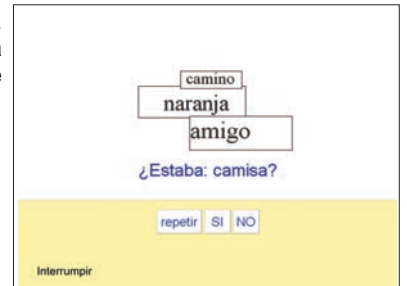 camino
naranja
amigo
¿Estaba: camisa?
repetir SI NO
Interrumpir